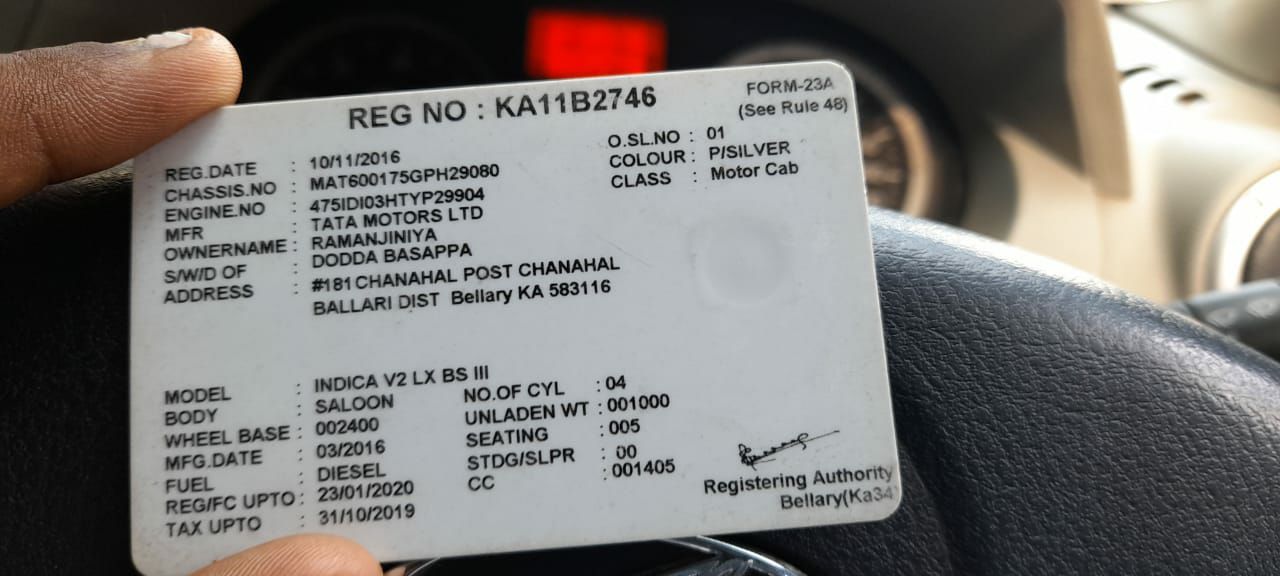 REG NO : KA11B2746
FORM-23A
(See Rule 48)
REG.DATE : 10/11/2016
O.SL.NO : 01
CHASSIS.NO : MAT600175GPH29080
COLOUR : P/SILVER
ENGINE.NO : 475IDI03HTYP29904
CLASS : Motor Cab
MFR : TATA MOTORS LTD
OWNERNAME : RAMANJINIYA
S/W/D OF : DODDA BASAPPA
ADDRESS : #181 CHANAHAL POST CHANAHAL
BALLARI DIST Bellary KA 583116
MODEL : INDICA V2 LX BS III
BODY : SALOON
NO.OF CYL : 04
WHEEL BASE : 002400
UNLADEN WT : 001000
MFG.DATE : 03/2016
SEATING : 005
FUEL : DIESEL
STDG/SLPR : 00
REG/FC UPTO : 23/01/2020
CC : 001405
TAX UPTO : 31/10/2019
Registering Authority
Bellary(Ka34